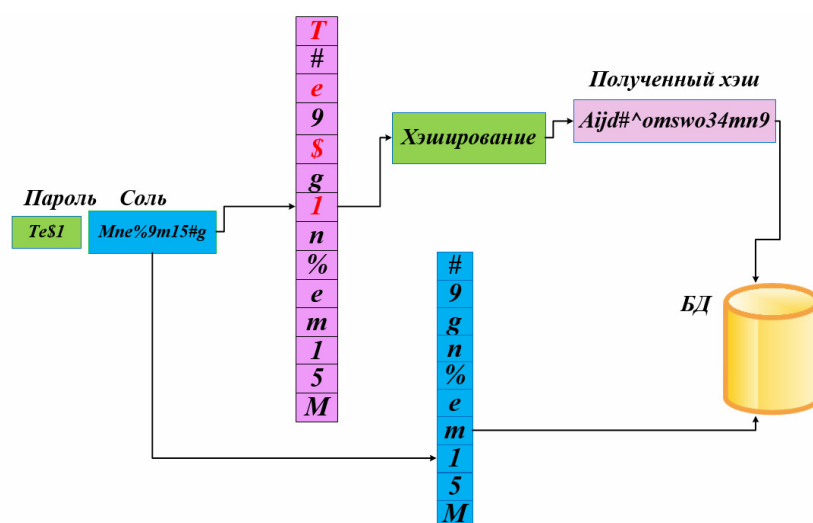 Пароль
Соль
Te$1
Mne%9m15#g
T
#
e
9
$
g
1
n
%
e
m
1
5
M
Хэширование
Полученный хэш
Aijd#^omswo34mn9
#
9
g
n
%
e
m
1
5
M
БД